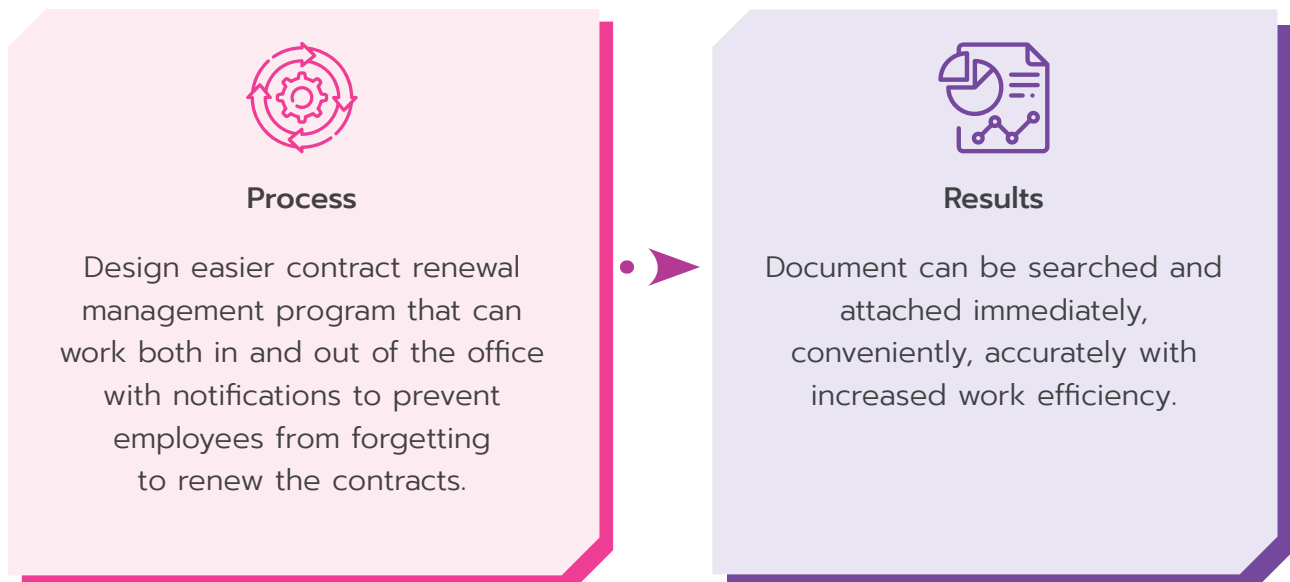 Process
Design easier contract renewal
management program that can
work both in and out of the office
with notifications to prevent
employees from forgetting
to renew the contracts.
Results
Document can be searched and
attached immediately,
conveniently, accurately with
increased work efficiency.